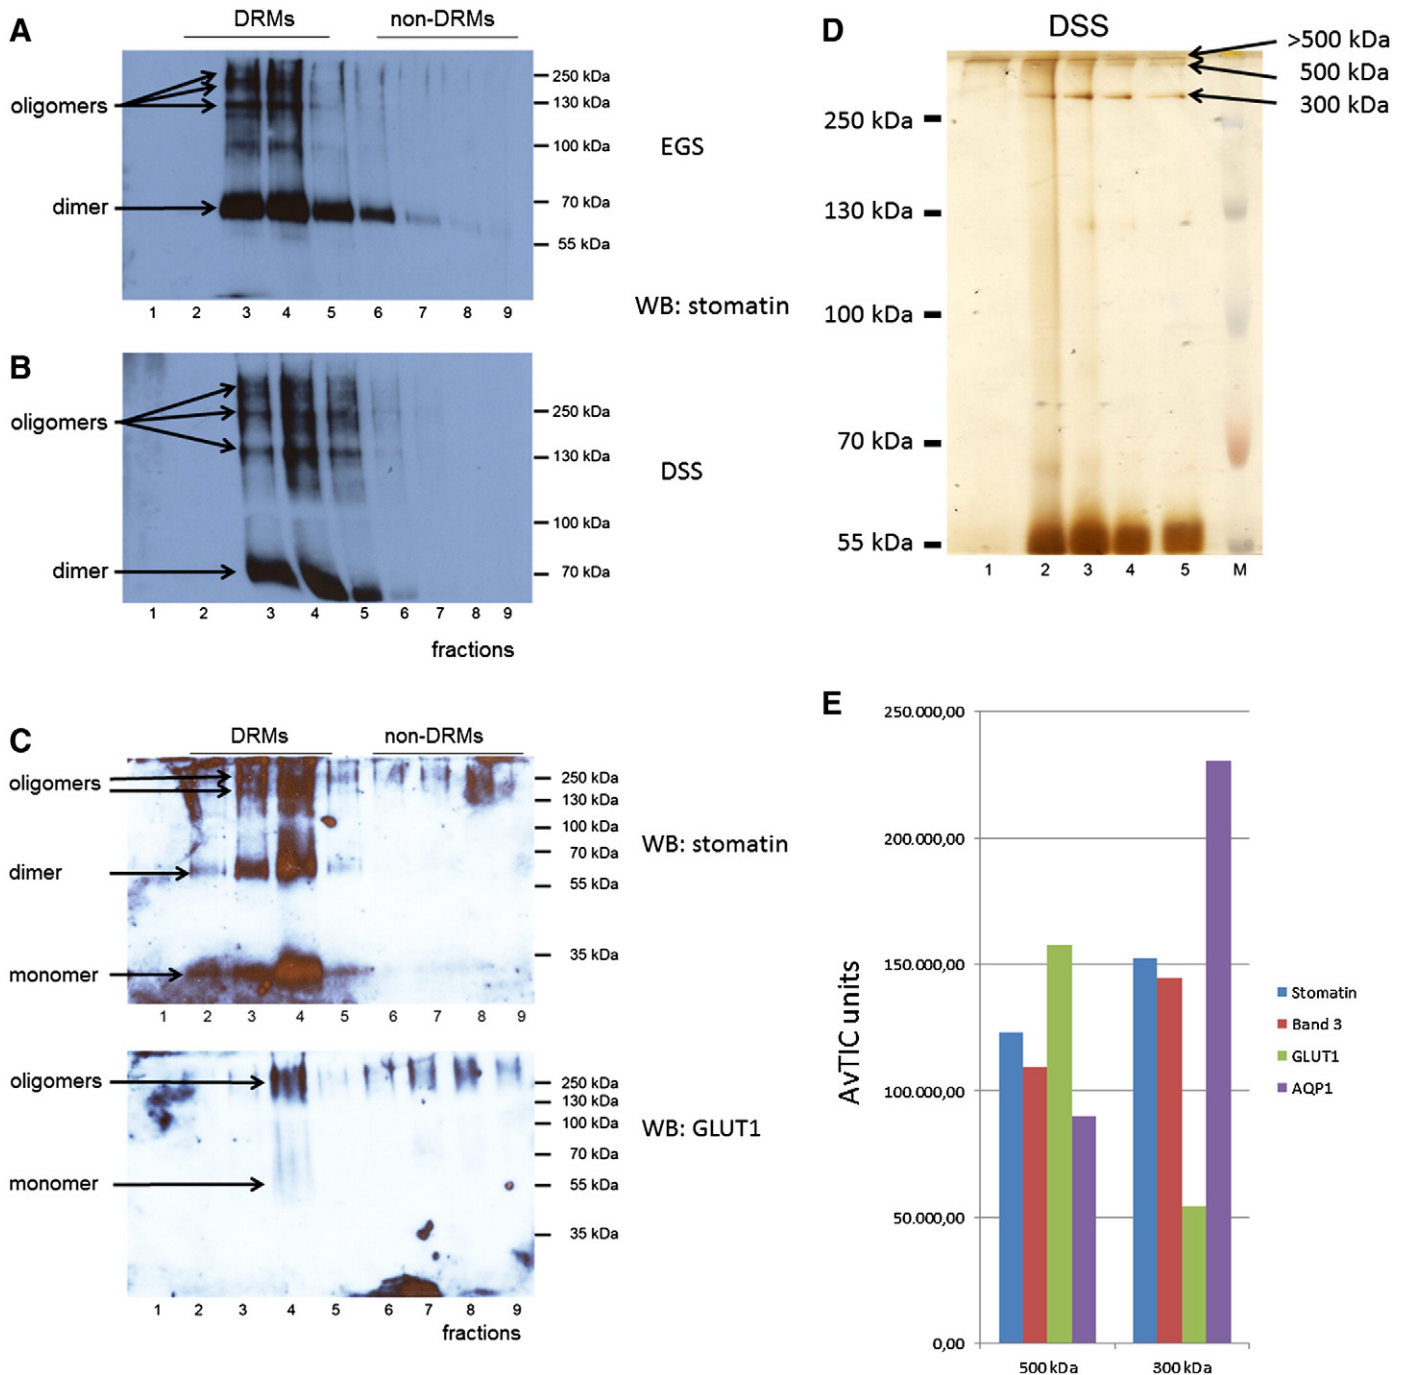 A
DRMs non-DRMs
oligomers
dimer
250 kDa
130 kDa
100 kDa
70 kDa
55 kDa
EGS
1 2 3 4 5 6 7 8 9
WB: stomatin
B
oligomers
dimer
250 kDa
130 kDa
100 kDa
70 kDa
DSS
1 2 3 4 5 6 7 8 9
fractions
C
DRMs non-DRMs
oligomers
dimer
monomer
250 kDa
130 kDa
100 kDa
70 kDa
55 kDa
35 kDa
WB: stomatin
1 2 3 4 5 6 7 8 9
oligomers
monomer
250 kDa
130 kDa
100 kDa
70 kDa
55 kDa
35 kDa
WB: GLUT1
1 2 3 4 5 6 7 8 9
fractions
D
DSS
>500 kDa
500 kDa
300 kDa
250 kDa
130 kDa
100 kDa
70 kDa
55 kDa
1 2 3 4 5 M
E
250.000,00
200.000,00
150.000,00
100.000,00
50.000,00
0,00
AvTIC units
500 kDa 300 kDa
Stomatin
Band 3
GLUT1
AQP1